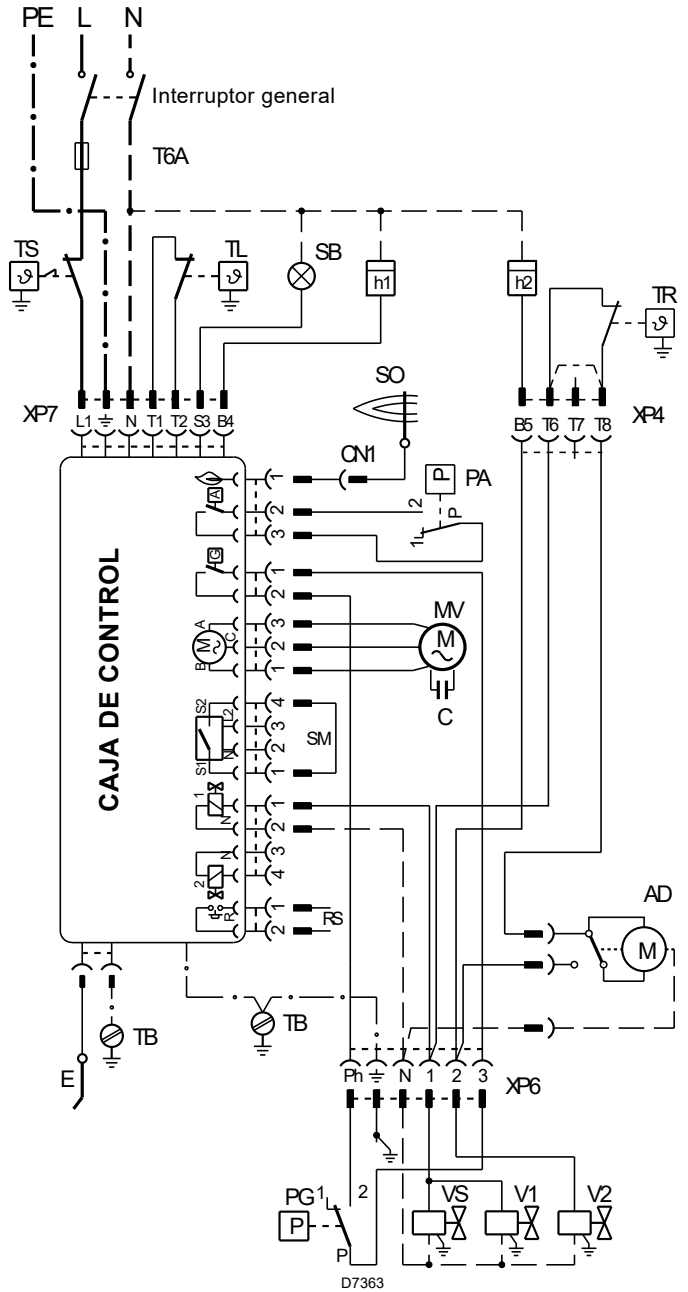 PE L N
Interruptor general
T6A
TS
TL
SB
h1
h2
TR
ϑ
ϑ
ϑ
XP7
L1
N T1 T2 S3 B4
SO
CN1
P PA
2
P
1
XP4
B5 T6 T7 T8
CAJA DE CONTROL
A
1
2
3
G
1
2
A
M
C
B
3
2
1
MV
M
C
S2
L2
N
S1
4
3
2
1
SM
1
N
1
2
N
2
3
4
R
1
2
RS
AD
M
TB
TB
E
Ph N 1 2 3
XP6
PG 1 2
P
P
VS V1 V2
D7363